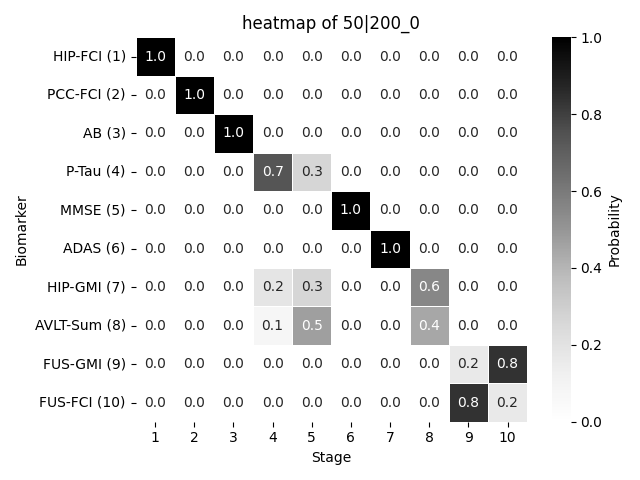 heatmap of 50|200_0
HIP-FCI (1) 1.0 0.0 0.0 0.0 0.0 0.0 0.0 0.0 0.0 0.0
PCC-FCI (2) 0.0 1.0 0.0 0.0 0.0 0.0 0.0 0.0 0.0 0.0
AB (3) 0.0 0.0 1.0 0.0 0.0 0.0 0.0 0.0 0.0 0.0
P-Tau (4) 0.0 0.0 0.0 0.7 0.3 0.0 0.0 0.0 0.0 0.0
MMSE (5) 0.0 0.0 0.0 0.0 0.0 1.0 0.0 0.0 0.0 0.0
ADAS (6) 0.0 0.0 0.0 0.0 0.0 0.0 1.0 0.0 0.0 0.0
HIP-GMI (7) 0.0 0.0 0.0 0.2 0.3 0.0 0.0 0.6 0.0 0.0
AVLT-Sum (8) 0.0 0.0 0.0 0.1 0.5 0.0 0.0 0.4 0.0 0.0
FUS-GMI (9) 0.0 0.0 0.0 0.0 0.0 0.0 0.0 0.0 0.2 0.8
FUS-FCI (10) 0.0 0.0 0.0 0.0 0.0 0.0 0.0 0.0 0.8 0.2
1 2 3 4 5 6 7 8 9 10
Stage
Biomarker
1.0
0.8
0.6
0.4
0.2
0.0
Probability